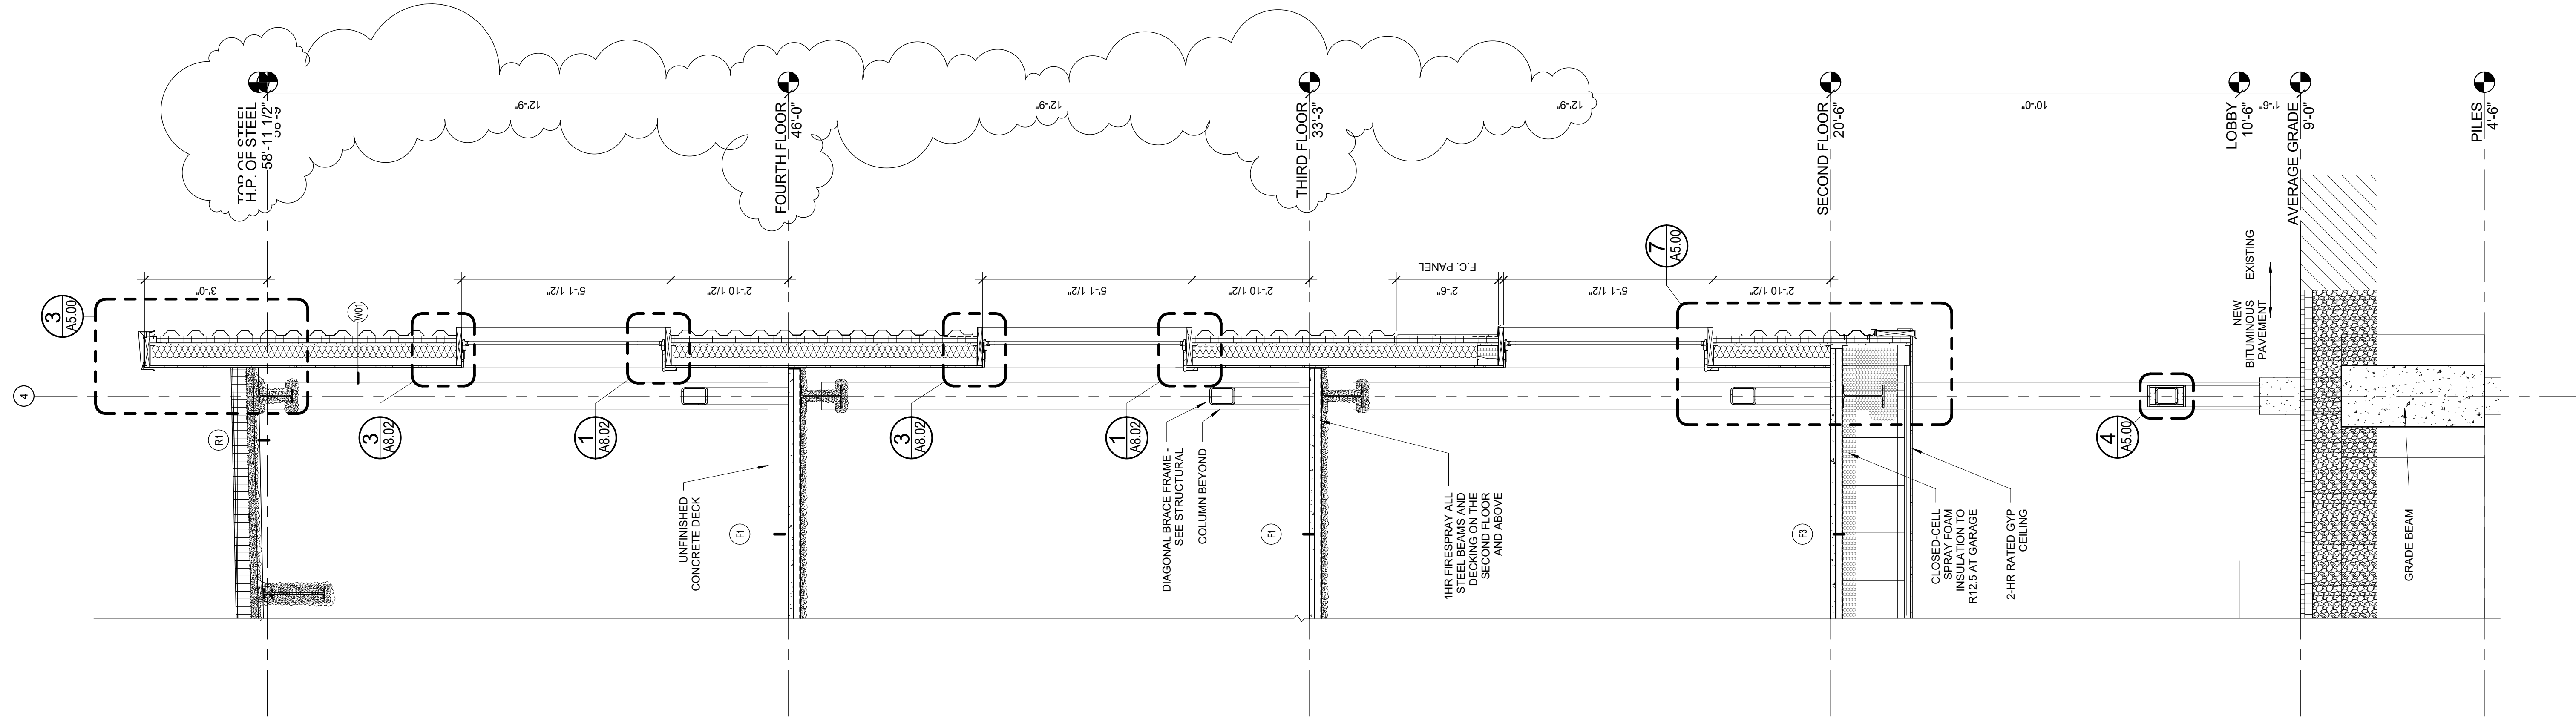 TOP OF STEEL
58'-9"
H.P. OF STEEL
58'-11 1/2"
12'-9"
FOURTH FLOOR
46'-0"
12'-9"
THIRD FLOOR
33'-3"
12'-9"
SECOND FLOOR
20'-6"
10'-0"
LOBBY
10'-6"
1'-6"
AVERAGE GRADE
9'-0"
PILES
4'-6"
3
A5.00
3'-0"
W01
5'-1 1/2"
2'-10 1/2"
5'-1 1/2"
2'-10 1/2"
F.C. PANEL
2'-6"
5'-1 1/2"
2'-10 1/2"
7
A5.00
NEW
BITUMINOUS
PAVEMENT
EXISTING
4
R1
3
A8.02
1
A8.02
3
A8.02
1
A8.02
4
A5.00
UNFINISHED
CONCRETE DECK
F1
DIAGONAL BRACE FRAME -
SEE STRUCTURAL
COLUMN BEYOND
F1
1HR FIRESPRAY ALL
STEEL BEAMS AND
DECKING ON THE
SECOND FLOOR
AND ABOVE
F3
CLOSED-CELL
SPRAY FOAM
INSULATION TO
R12.5 AT GARAGE
2-HR RATED GYP
CEILING
GRADE BEAM